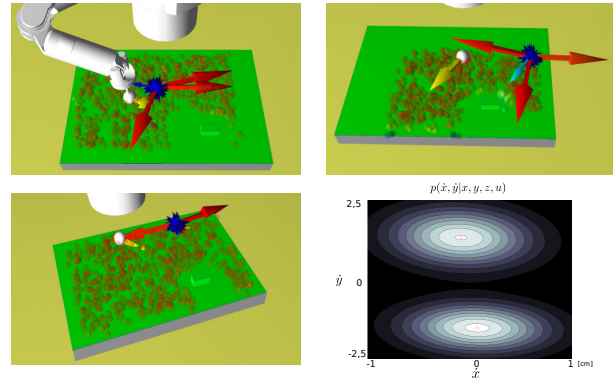 p(ẋ, ẏ|x, y, z, u)
2,5
ẏ
0
-2,5
-1
0
1
[cm]
ẋ